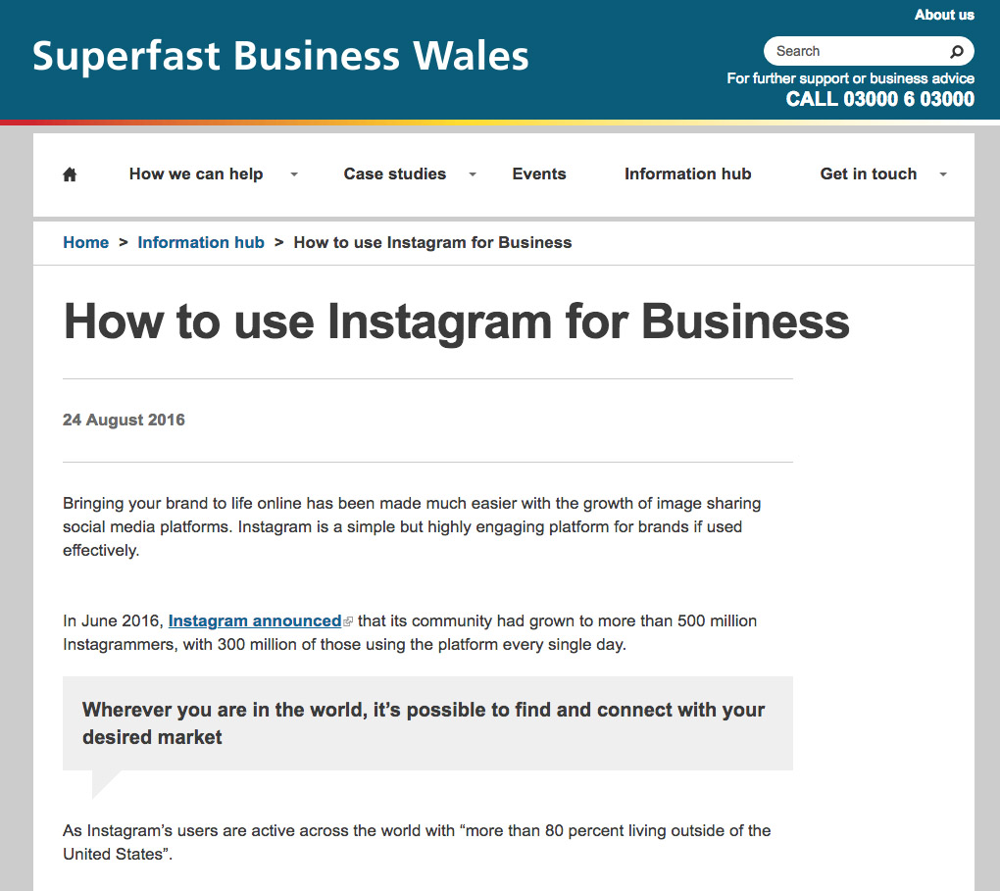 About us
Superfast Business Wales
Search
For further support or business advice
CALL 03000 6 03000
How we can help
Case studies
Events
Information hub
Get in touch
Home > Information hub > How to use Instagram for Business
How to use Instagram for Business
24 August 2016
Bringing your brand to life online has been made much easier with the growth of image sharing
social media platforms. Instagram is a simple but highly engaging platform for brands if used
effectively.
In June 2016, Instagram announced that its community had grown to more than 500 million
Instagrammers, with 300 million of those using the platform every single day.
Wherever you are in the world, it’s possible to find and connect with your
desired market
As Instagram’s users are active across the world with “more than 80 percent living outside of the
United States”.